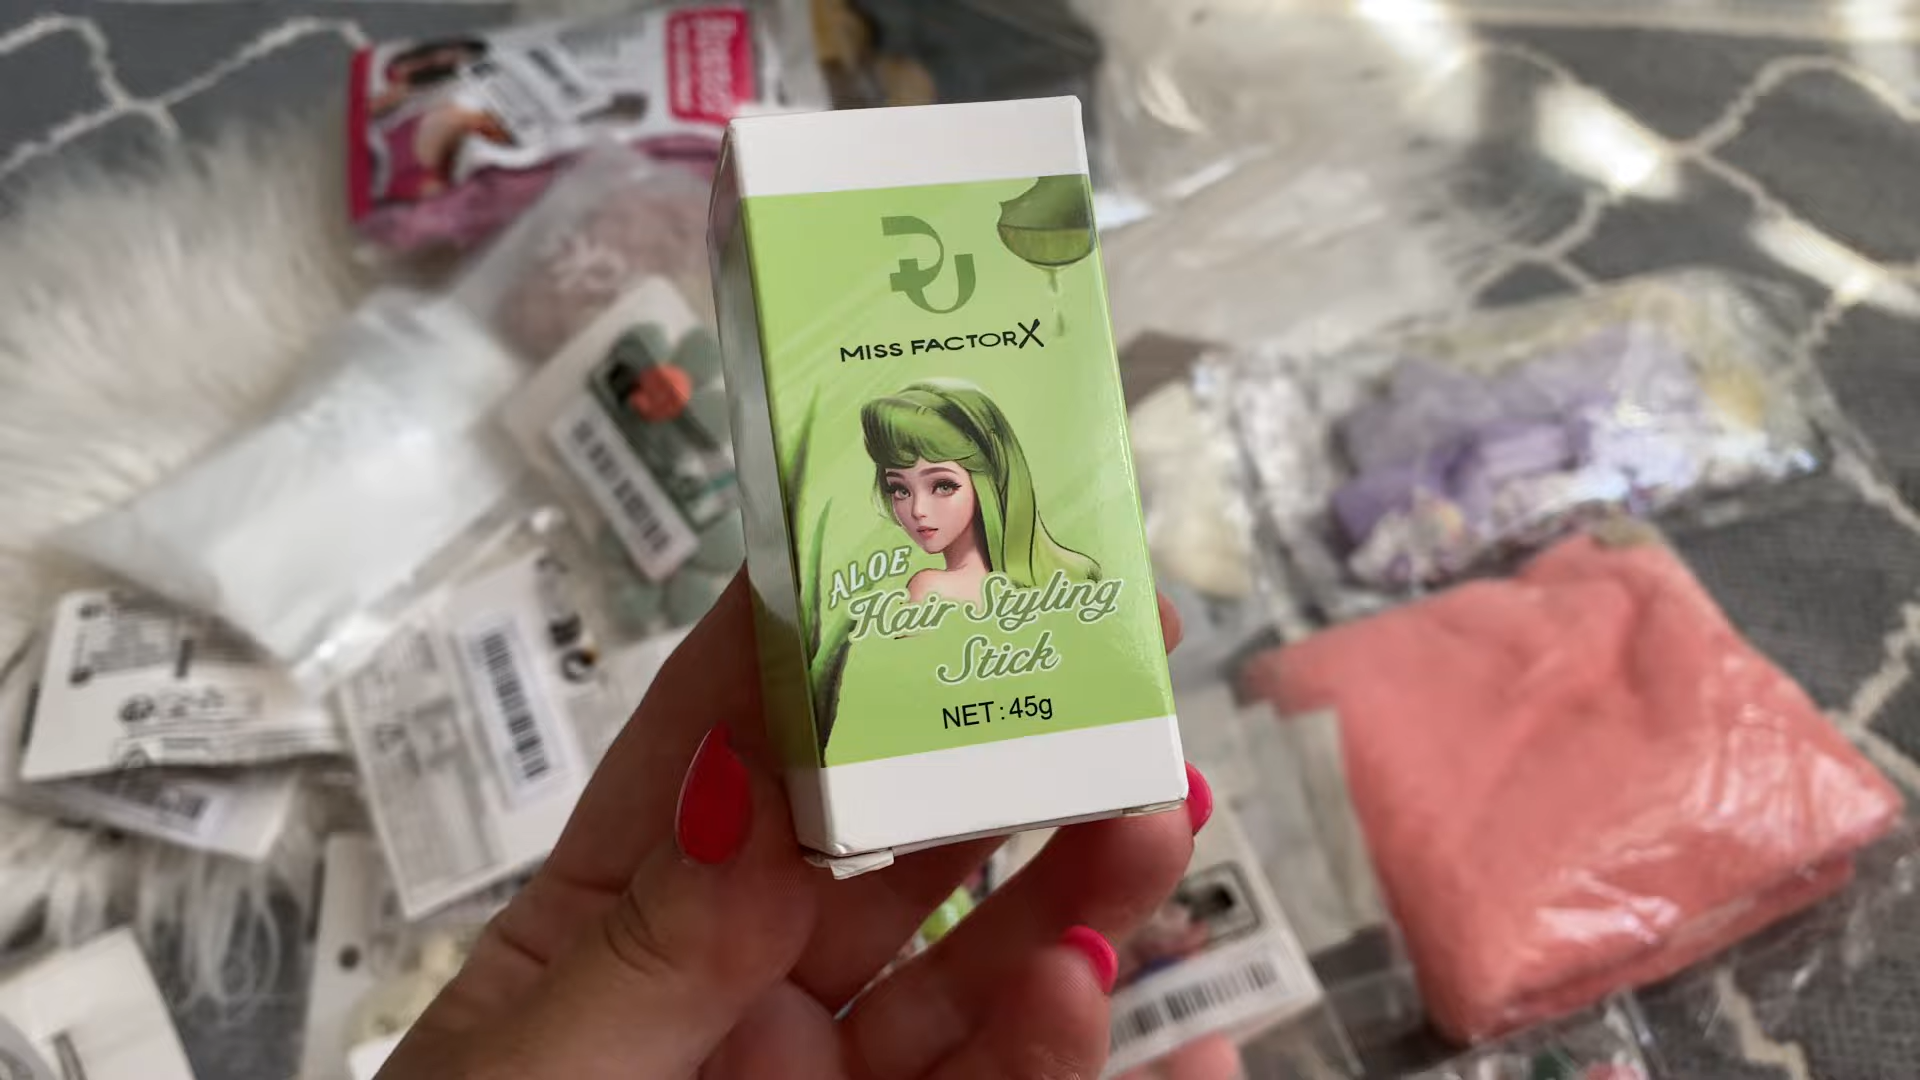 MISS FACTORX
ALOE
Hair Styling
Stick
NET:45g